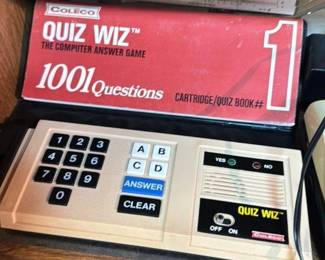 COLECO
QUIZ WIZ™
THE COMPUTER ANSWER GAME
1001 Questions
CARTRIDGE/QUIZ BOOK#
1
1 2 3
4 5 6
7 8 9
0
A B
C D
ANSWER
CLEAR
YES NO
QUIZ WIZ™
OFF ON